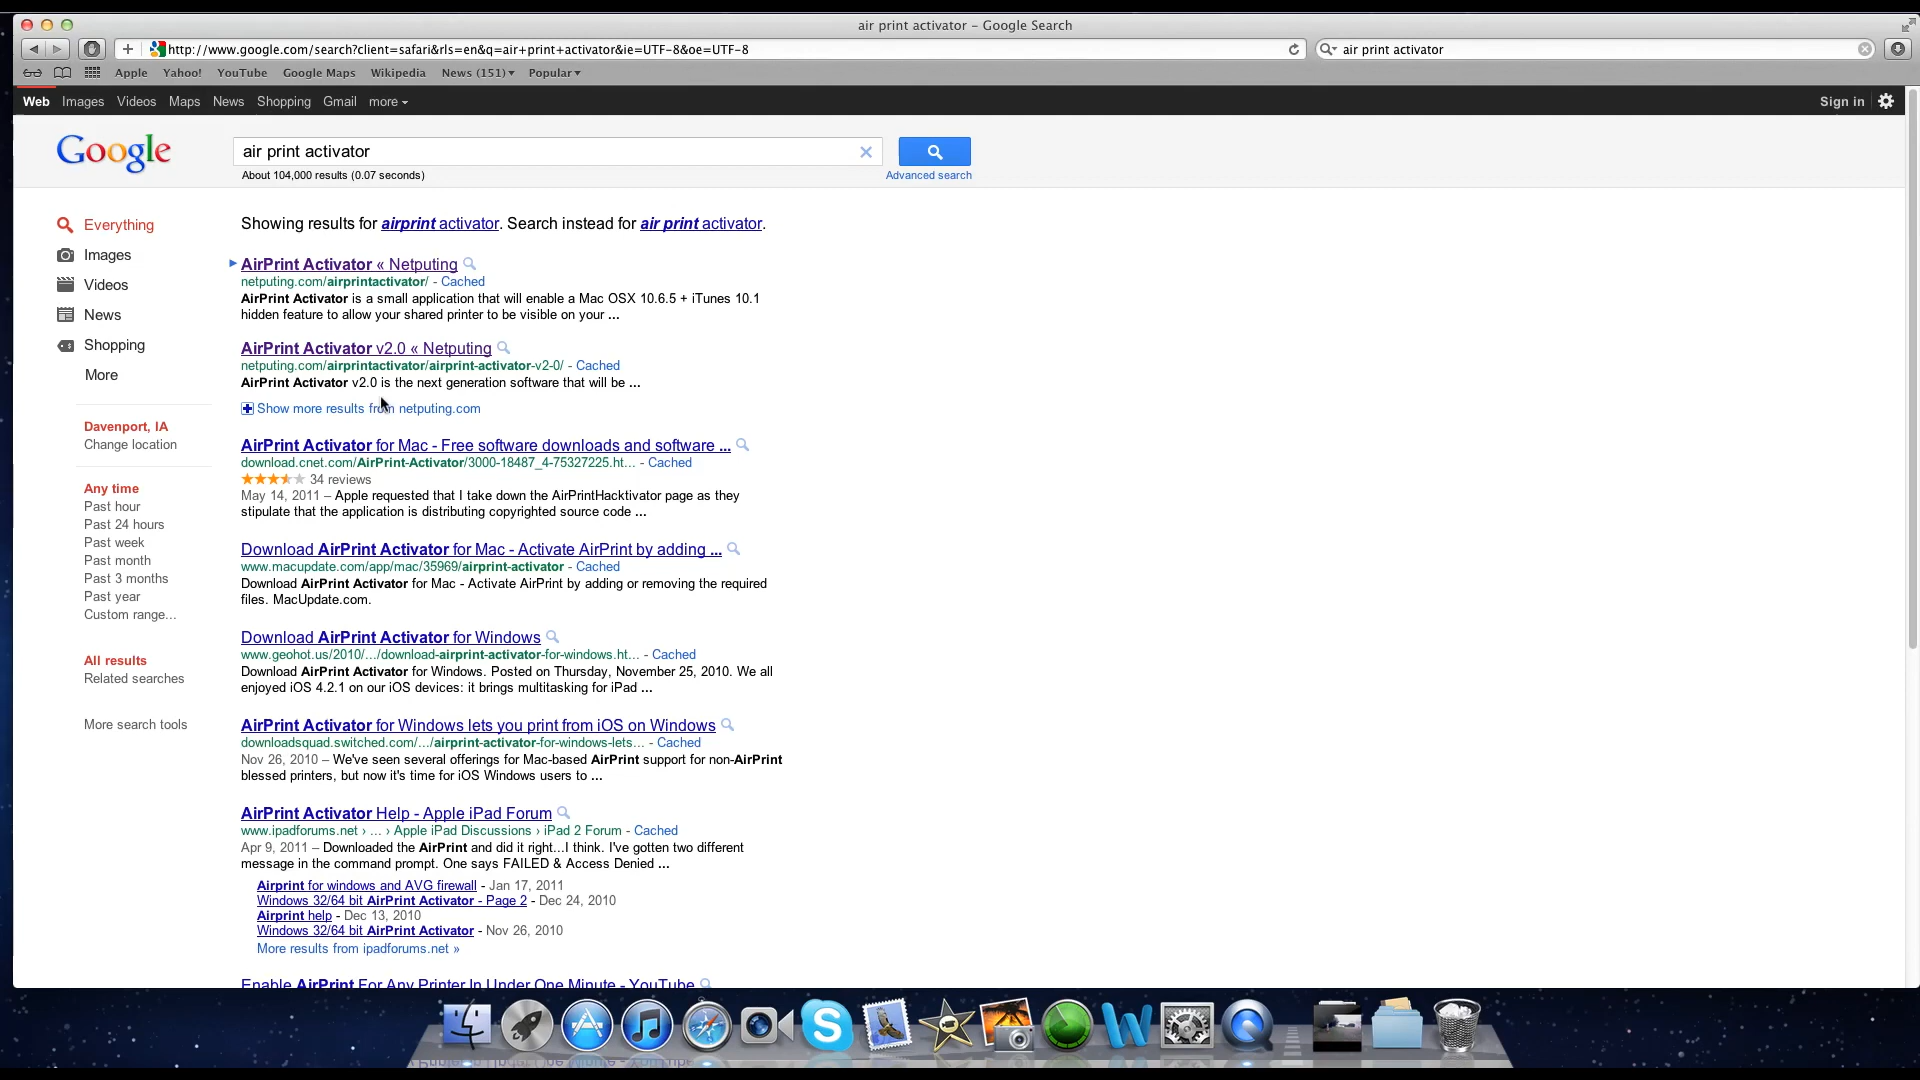 air print activator – Google Search
http://www.google.com/search?client=safari&rls=en&q=air+print+activator&ie=UTF-8&oe=UTF-8
air print activator
Apple Yahoo! YouTube Google Maps Wikipedia News (151) Popular
Web Images Videos Maps News Shopping Gmail more
Sign in
Google
air print activator
About 104,000 results (0.07 seconds)
Advanced search
Everything
Images
Videos
News
Shopping
More
Davenport, IA
Change location
Any time
Past hour
Past 24 hours
Past week
Past month
Past 3 months
Past year
Custom range...
All results
Related searches
More search tools
Showing results for airprint activator. Search instead for air print activator.
AirPrint Activator « Netputing
netputing.com/airprintactivator/ - Cached
AirPrint Activator is a small application that will enable a Mac OSX 10.6.5 + iTunes 10.1
hidden feature to allow your shared printer to be visible on your ...
AirPrint Activator v2.0 « Netputing
netputing.com/airprintactivator/airprint-activator-v2-0/ - Cached
AirPrint Activator v2.0 is the next generation software that will be ...
Show more results from netputing.com
AirPrint Activator for Mac - Free software downloads and software ...
download.cnet.com/AirPrint-Activator/3000-18487_4-75327225.ht... - Cached
34 reviews
May 14, 2011 – Apple requested that I take down the AirPrintHacktivator page as they
stipulate that the application is distributing copyrighted source code ...
Download AirPrint Activator for Mac - Activate AirPrint by adding ...
www.macupdate.com/app/mac/35969/airprint-activator - Cached
Download AirPrint Activator for Mac - Activate AirPrint by adding or removing the required
files. MacUpdate.com.
Download AirPrint Activator for Windows
www.geohot.us/2010/.../download-airprint-activator-for-windows.ht... - Cached
Download AirPrint Activator for Windows. Posted on Thursday, November 25, 2010. We all
enjoyed iOS 4.2.1 on our iOS devices: it brings multitasking for iPad ...
AirPrint Activator for Windows lets you print from iOS on Windows
downloadsquad.switched.com/.../airprint-activator-for-windows-lets... - Cached
Nov 26, 2010 – We've seen several offerings for Mac-based AirPrint support for non-AirPrint
blessed printers, but now it's time for iOS Windows users to ...
AirPrint Activator Help - Apple iPad Forum
www.ipadforums.net › ... › Apple iPad Discussions › iPad 2 Forum - Cached
Apr 9, 2011 – Downloaded the AirPrint and did it right...I think. I've gotten two different
message in the command prompt. One says FAILED & Access Denied ...
Airprint for windows and AVG firewall - Jan 17, 2011
Windows 32/64 bit AirPrint Activator - Page 2 - Dec 24, 2010
Airprint help - Dec 13, 2010
Windows 32/64 bit AirPrint Activator - Nov 26, 2010
More results from ipadforums.net »
Enable AirPrint For Any Printer In Under One Minute - YouTube